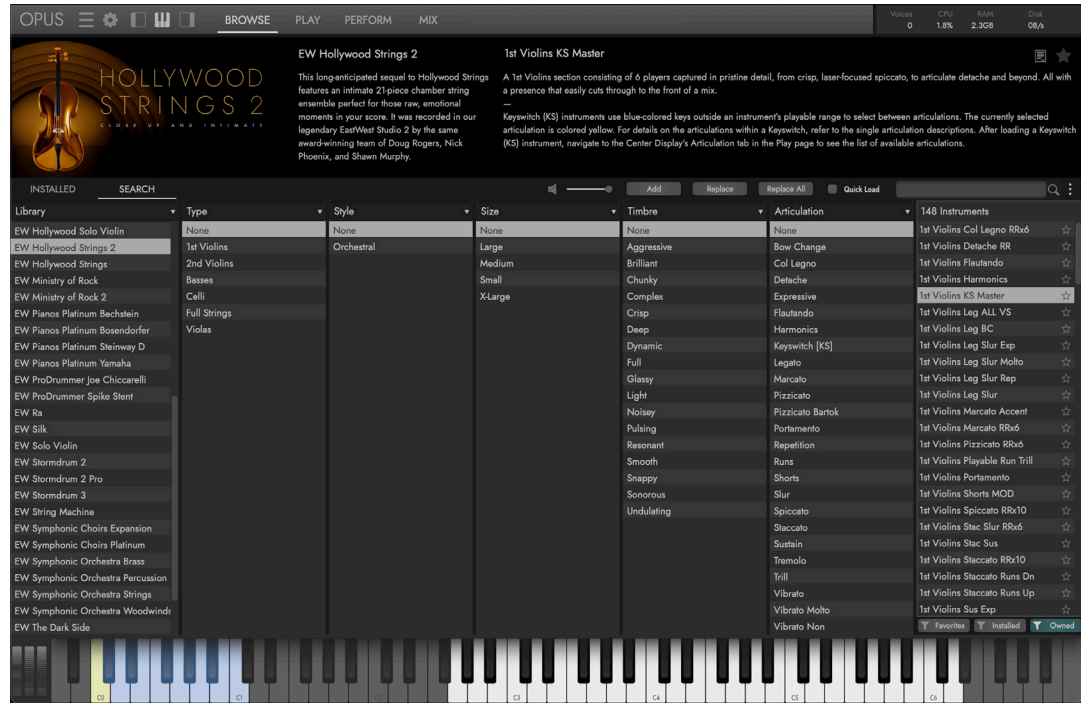 OPUS BROWSE PLAY PERFORM MIX Voices CPU RAM Disk
0 1.8% 2.3GB 0B/s
HOLLYWOOD
STRINGS 2
CLOSE UP AND INTIMATE
EW Hollywood Strings 2
This long-anticipated sequel to Hollywood Strings
features an intimate 21-piece chamber string
ensemble perfect for those raw, emotional
moments in your score. It was recorded in our
legendary EastWest Studio 2 by the same
award-winning team of Doug Rogers, Nick
Phoenix, and Shawn Murphy.
1st Violins KS Master
A 1st Violins section consisting of 6 players captured in pristine detail, from crisp, laser-focused spiccato, to articulate detache and beyond. All with
a presence that easily cuts through to the front of a mix.
—
Keyswitch (KS) instruments use blue-colored keys outside an instrument's playable range to select between articulations. The currently selected
articulation is colored yellow. For details on the articulations within a Keyswitch, refer to the single articulation descriptions. After loading a Keyswitch
(KS) instrument, navigate to the Center Display's Articulation tab in the Play page to see the list of available articulations.
INSTALLED SEARCH Add Replace Replace All Quick Load
Library
EW Hollywood Solo Violin
EW Hollywood Strings 2
EW Hollywood Strings
EW Ministry of Rock
EW Ministry of Rock 2
EW Pianos Platinum Bechstein
EW Pianos Platinum Bosendorfer
EW Pianos Platinum Steinway D
EW Pianos Platinum Yamaha
EW ProDrummer Joe Chiccarelli
EW ProDrummer Spike Stent
EW Ra
EW Silk
EW Solo Violin
EW Stormdrum 2
EW Stormdrum 2 Pro
EW Stormdrum 3
EW String Machine
EW Symphonic Choirs Expansion
EW Symphonic Choirs Platinum
EW Symphonic Orchestra Brass
EW Symphonic Orchestra Percussion
EW Symphonic Orchestra Strings
EW Symphonic Orchestra Woodwinds
EW The Dark Side
Type
None
1st Violins
2nd Violins
Basses
Celli
Full Strings
Violas
Style
None
Orchestral
Size
None
Large
Medium
Small
X-Large
Timbre
None
Aggressive
Brilliant
Chunky
Complex
Crisp
Deep
Dynamic
Full
Glassy
Light
Noisey
Pulsing
Resonant
Smooth
Snappy
Sonorous
Undulating
Articulation
None
Bow Change
Col Legno
Detache
Expressive
Flautando
Harmonics
Keyswitch [KS]
Legato
Marcato
Pizzicato
Pizzicato Bartok
Portamento
Repetition
Runs
Shorts
Slur
Spiccato
Staccato
Sustain
Tremolo
Trill
Vibrato
Vibrato Molto
Vibrato Non
148 Instruments
1st Violins Col Legno RRx6
1st Violins Detache RR
1st Violins Flautando
1st Violins Harmonics
1st Violins KS Master
1st Violins Leg ALL VS
1st Violins Leg BC
1st Violins Leg Slur Exp
1st Violins Leg Slur Molto
1st Violins Leg Slur Rep
1st Violins Leg Slur
1st Violins Marcato Accent
1st Violins Marcato RRx6
1st Violins Pizzicato RRx6
1st Violins Playable Run Trill
1st Violins Portamento
1st Violins Shorts MOD
1st Violins Spiccato RRx10
1st Violins Stac Slur RRx6
1st Violins Stac Sus
1st Violins Staccato RRx10
1st Violins Staccato Runs Dn
1st Violins Staccato Runs Up
1st Violins Sus Exp
Favorites Installed Owned
C0 C1 C2 C3 C4 C5 C6